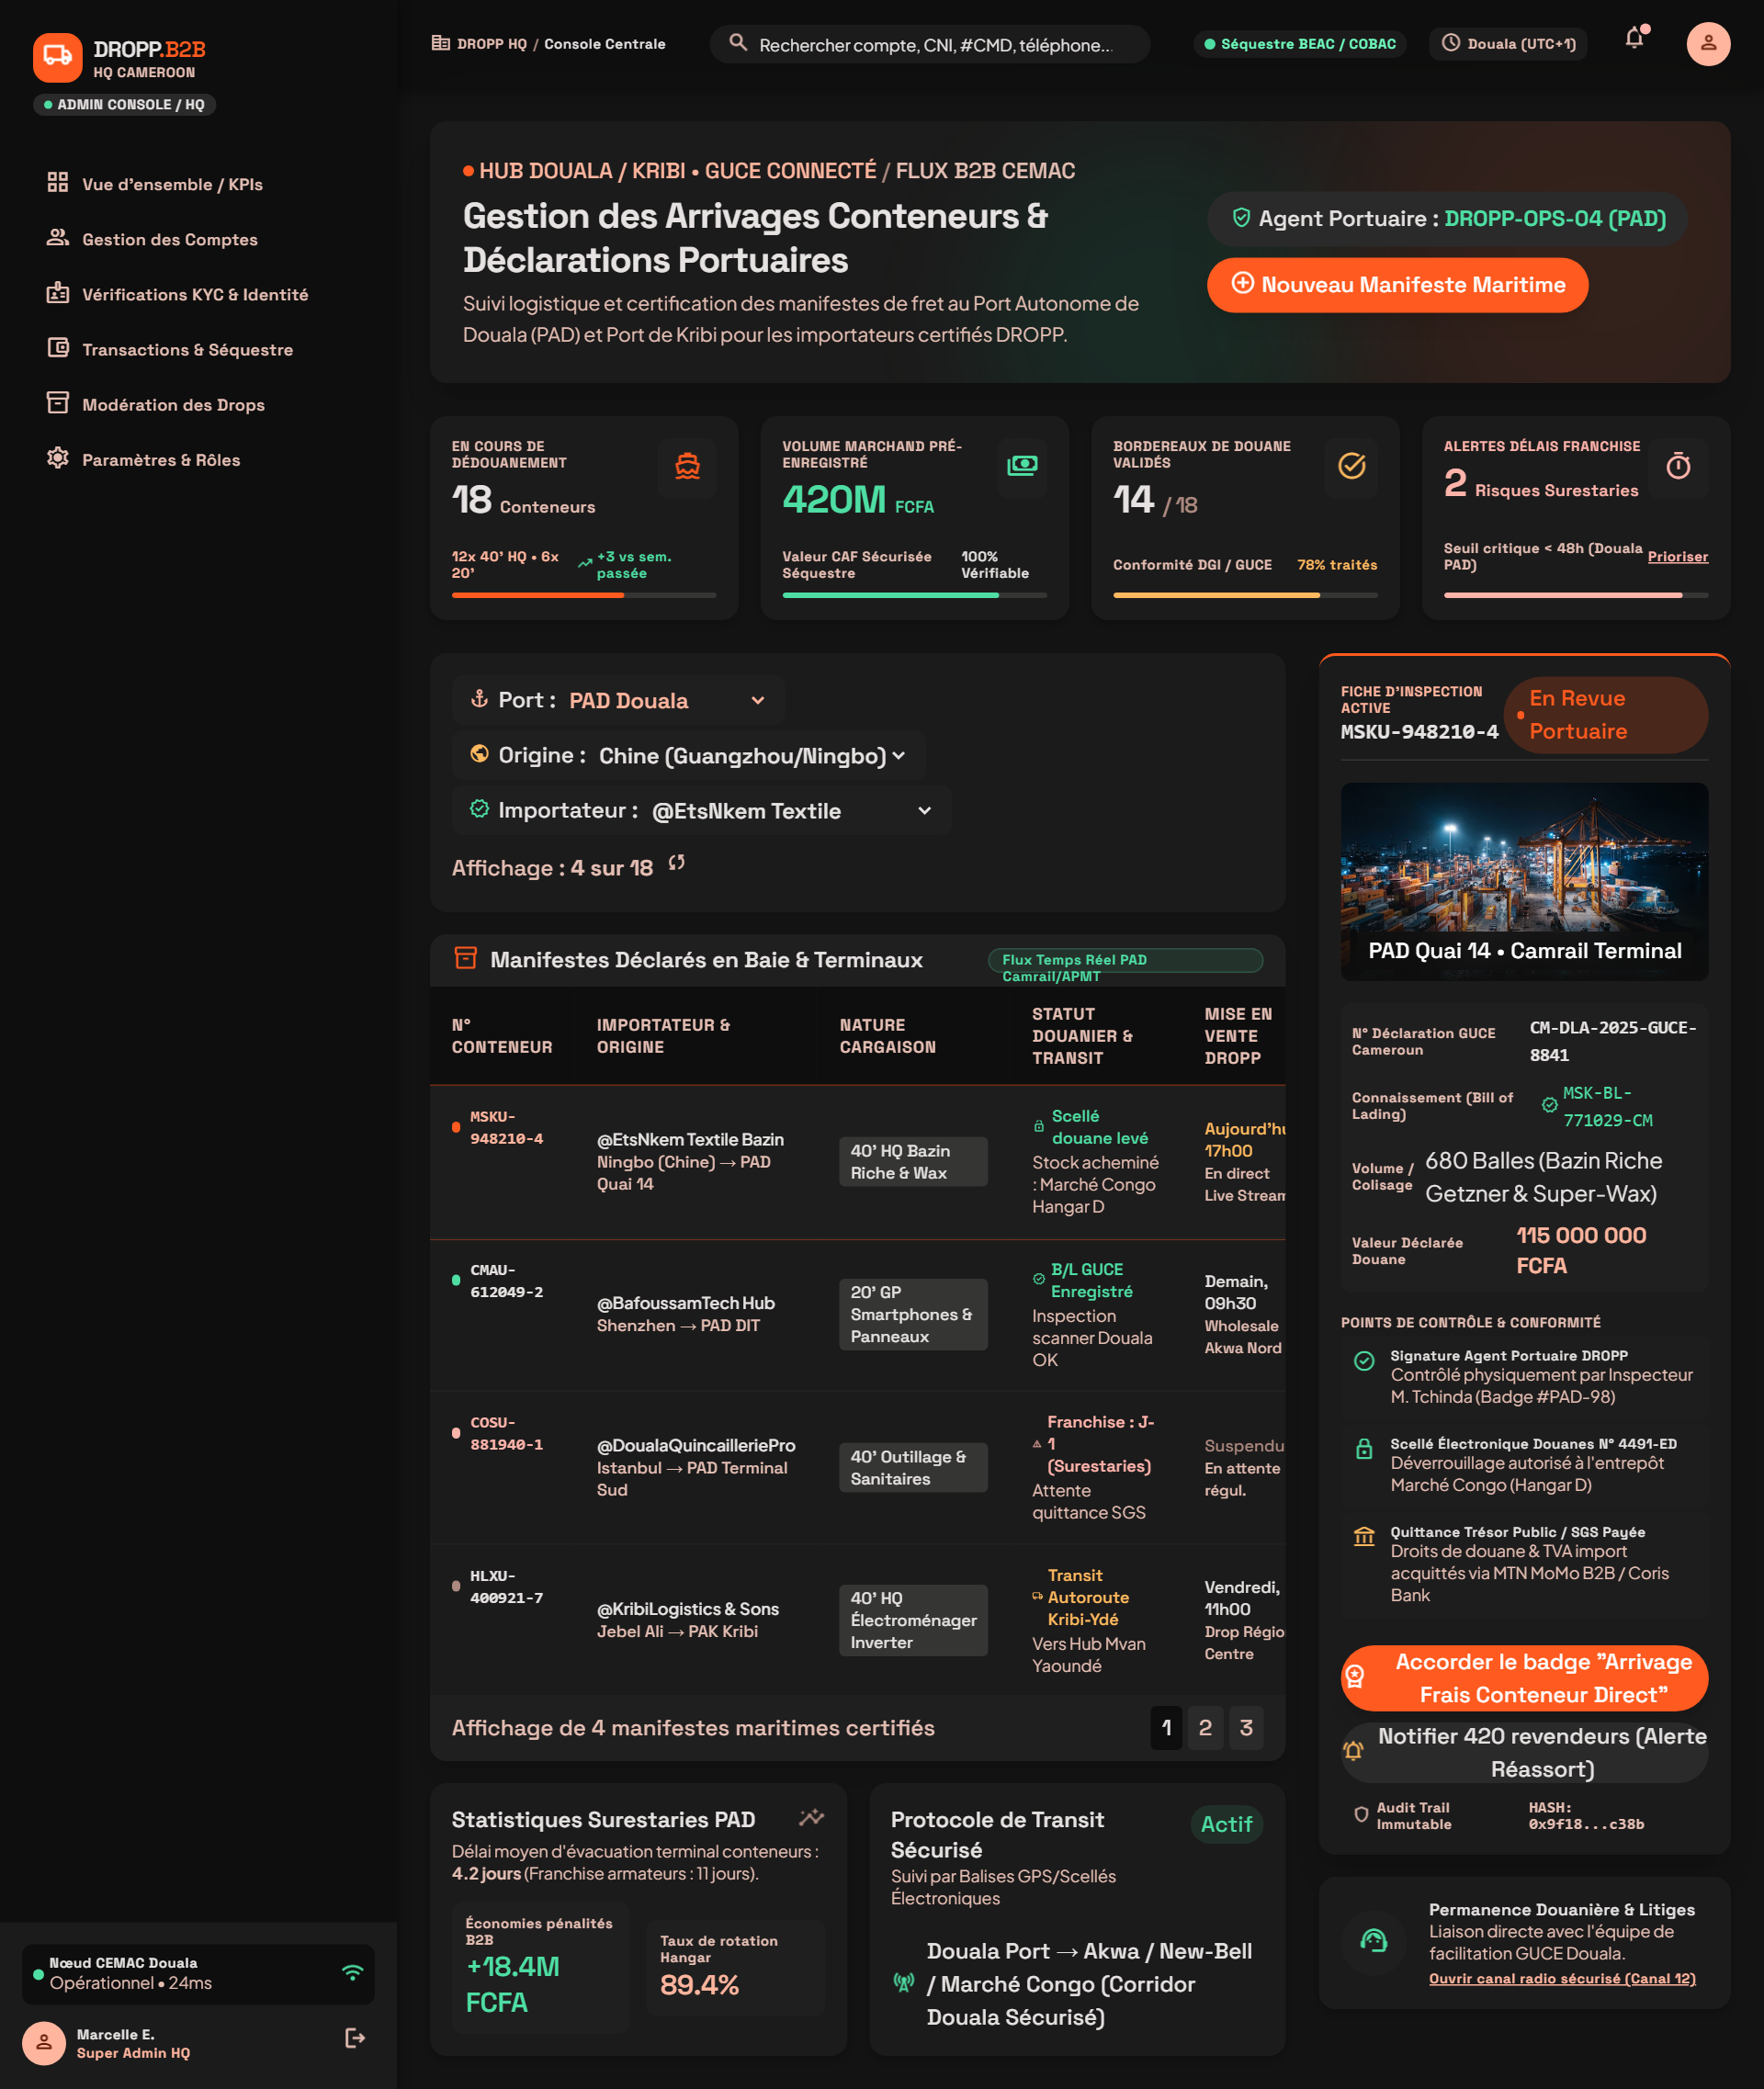 DROPP.B2B
HQ CAMEROON
ADMIN CONSOLE / HQ
Vue d'ensemble / KPIs
Gestion des Comptes
Vérifications KYC & Identité
Transactions & Séquestre
Modération des Drops
Paramètres & Rôles
Nœud CEMAC Douala
Opérationnel • 24ms
Marcelle E.
Super Admin HQ
DROPP HQ / Console Centrale
Rechercher compte, CNI, #CMD, téléphone...
Séquestre BEAC / COBAC
Douala (UTC+1)
HUB DOUALA / KRIBI • GUCE CONNECTÉ / FLUX B2B CEMAC
Gestion des Arrivages Conteneurs &
Déclarations Portuaires
Suivi logistique et certification des manifestes de fret au Port Autonome de
Douala (PAD) et Port de Kribi pour les importateurs certifiés DROPP.
Agent Portuaire : DROPP-OPS-04 (PAD)
Nouveau Manifeste Maritime
EN COURS DE
DÉDOUANEMENT
18 Conteneurs
12x 40' HQ • 6x
20'
+3 vs sem.
passée
VOLUME MARCHAND PRÉ-
ENREGISTRÉ
420M FCFA
Valeur CAF Sécurisée
Séquestre
100%
Vérifiable
BORDEREAUX DE DOUANE
VALIDÉS
14 / 18
Conformité DGI / GUCE
78% traités
ALERTES DÉLAIS FRANCHISE
2 Risques Surestaries
Seuil critique < 48h (Douala
PAD)
Prioriser
Port : PAD Douala
Origine : Chine (Guangzhou/Ningbo)
Importateur : @EtsNkem Textile
Affichage : 4 sur 18
Manifestes Déclarés en Baie & Terminaux
Flux Temps Réel PAD
Camrail/APMT
N°
CONTENEUR
IMPORTATEUR &
ORIGINE
NATURE
CARGAISON
STATUT
DOUANIER &
TRANSIT
MISE EN
VENTE
DROPP
MSKU-
948210-4
@EtsNkem Textile Bazin
Ningbo (Chine) → PAD
Quai 14
40' HQ Bazin
Riche & Wax
Scellé
douane levé
Stock acheminé
: Marché Congo
Hangar D
Aujourd'hu
17h00
En direct
Live Stream
CMAU-
612049-2
@BafoussamTech Hub
Shenzhen → PAD DIT
20' GP
Smartphones &
Panneaux
B/L GUCE
Enregistré
Inspection
scanner Douala
OK
Demain,
09h30
Wholesale
Akwa Nord
COSU-
881940-1
@DoualaQuincailleriePro
Istanbul → PAD Terminal
Sud
40' Outillage &
Sanitaires
Franchise : J-
1
(Surestaries)
Attente
quittance SGS
Suspendu
En attente
régul.
HLXU-
400921-7
@KribiLogistics & Sons
Jebel Ali → PAK Kribi
40' HQ
Électroménager
Inverter
Transit
Autoroute
Kribi-Ydé
Vers Hub Mvan
Yaoundé
Vendredi,
11h00
Drop Régio
Centre
Affichage de 4 manifestes maritimes certifiés
1 2 3
Statistiques Surestaries PAD
Délai moyen d'évacuation terminal conteneurs :
4.2 jours (Franchise armateurs : 11 jours).
Économies pénalités
B2B
+18.4M
FCFA
Taux de rotation
Hangar
89.4%
Protocole de Transit
Sécurisé
Actif
Suivi par Balises GPS/Scellés
Électroniques
Douala Port → Akwa / New-Bell
/ Marché Congo (Corridor
Douala Sécurisé)
FICHE D'INSPECTION
ACTIVE
MSKU-948210-4
En Revue
Portuaire
PAD Quai 14 • Camrail Terminal
N° Déclaration GUCE
Cameroun
CM-DLA-2025-GUCE-
8841
Connaissement (Bill of
Lading)
MSK-BL-
771029-CM
Volume /
Colisage
680 Balles (Bazin Riche
Getzner & Super-Wax)
Valeur Déclarée
Douane
115 000 000
FCFA
POINTS DE CONTRÔLE & CONFORMITÉ
Signature Agent Portuaire DROPP
Contrôlé physiquement par Inspecteur
M. Tchinda (Badge #PAD-98)
Scellé Électronique Douanes N° 4491-ED
Déverrouillage autorisé à l'entrepôt
Marché Congo (Hangar D)
Quittance Trésor Public / SGS Payée
Droits de douane & TVA import
acquittés via MTN MoMo B2B / Coris
Bank
Accorder le badge "Arrivage
Frais Conteneur Direct"
Notifier 420 revendeurs (Alerte
Réassort)
Audit Trail
Immutable
HASH:
0x9f18...c38b
Permanence Douanière & Litiges
Liaison directe avec l'équipe de
facilitation GUCE Douala.
Ouvrir canal radio sécurisé (Canal 12)